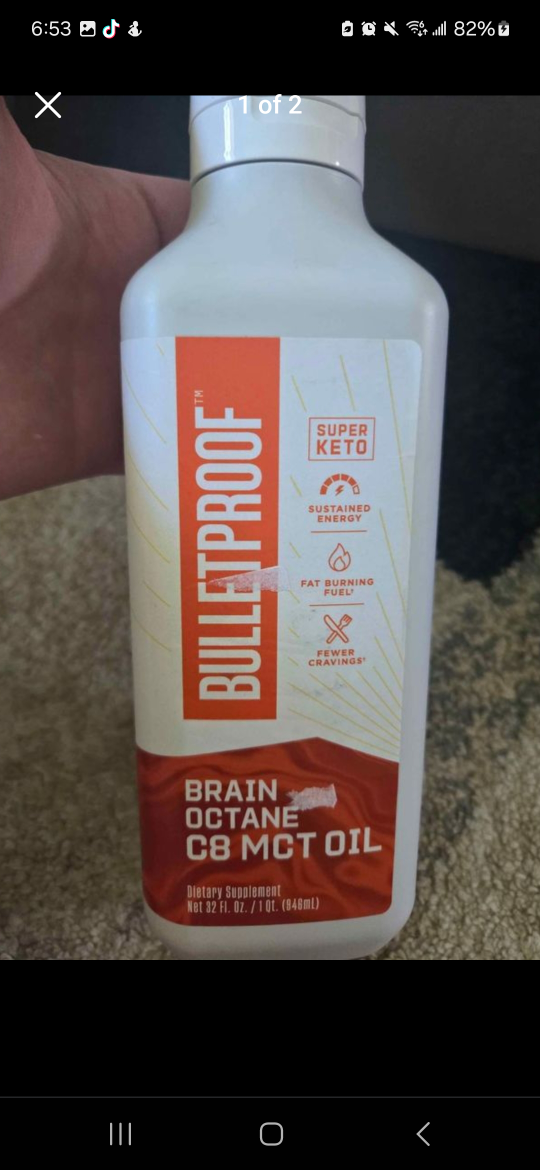 6:53
82%
1 of 2
BULLETPROOF™
SUPER
KETO
SUSTAINED
ENERGY
FAT BURNING
FUEL†
FEWER
CRAVINGS†
BRAIN
OCTANE
C8 MCT OIL
Dietary Supplement
Net 32 Fl. Oz. / 1 Qt. (946mL)